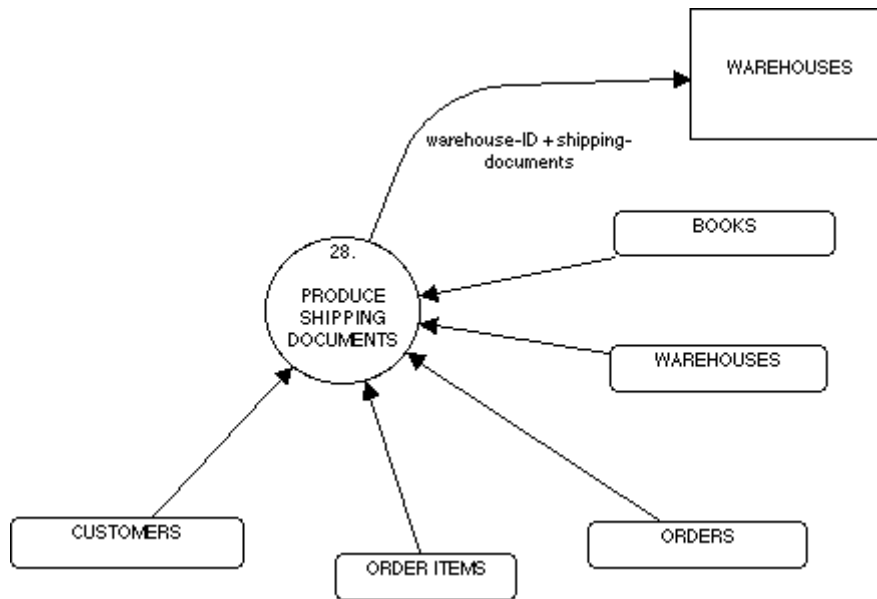 WAREHOUSES
warehouse-ID + shipping-
documents
BOOKS
28.
PRODUCE
SHIPPING
DOCUMENTS
WAREHOUSES
CUSTOMERS
ORDERS
ORDER ITEMS